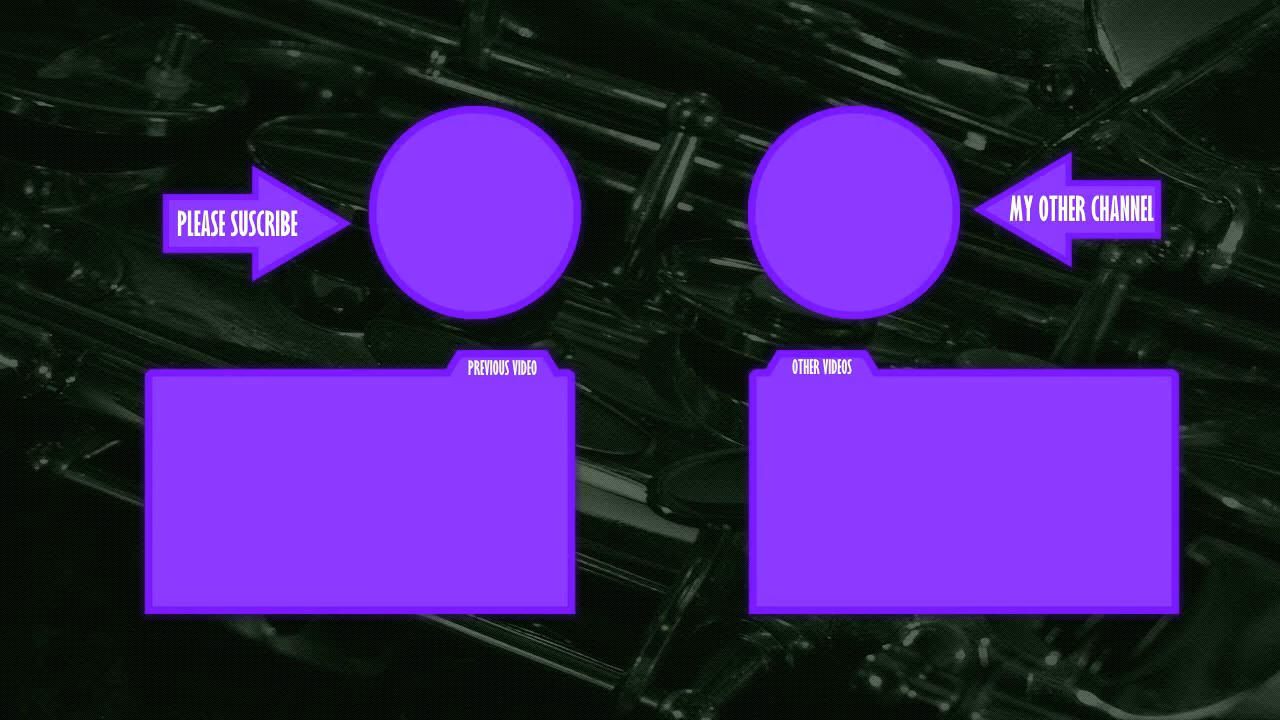 PLEASE SUSCRIBE
MY OTHER CHANNEL
PREVIOUS VIDEO
OTHER VIDEOS